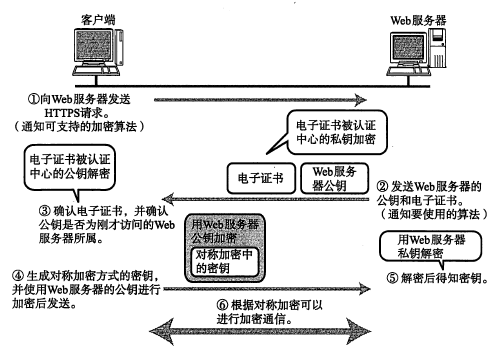 客户端
Web服务器
①向Web服务器发送
HTTPS请求。
（通知可支持的加密算法）
电子证书被认证
中心的私钥加密
电子证书被认证
中心的公钥解密
电子证书
Web服务
器公钥
②发送Web服务器的
公钥和电子证书。
（通知要使用的算法）
③确认电子证书，并确认
公钥是否为刚才访问的Web
服务器所属。
用Web服务器
公钥加密
对称加密中
的密钥
用Web服务器
私钥解密
④生成对称加密方式的密钥，
并使用Web服务器的公钥进行
加密后发送。
⑤解密后得知密钥。
⑥根据对称加密可以
进行加密通信。